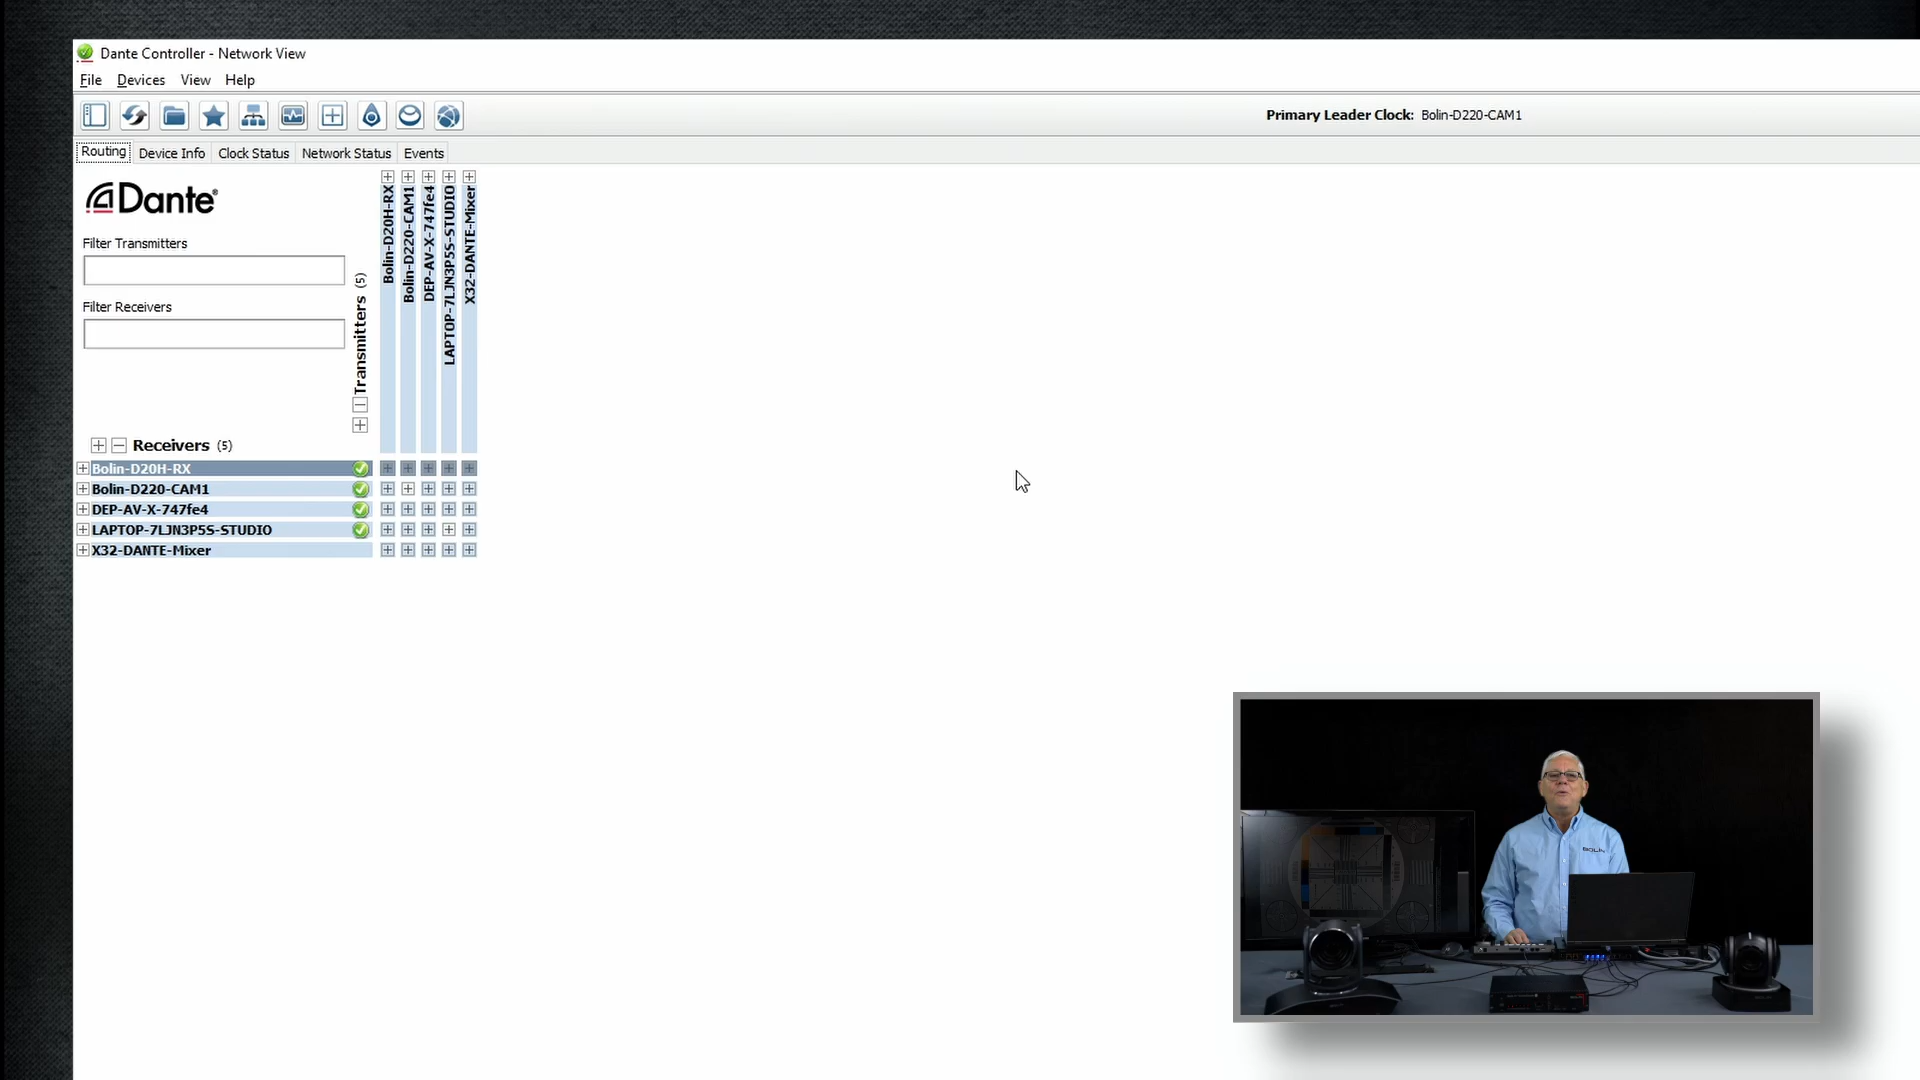 Dante Controller - Network View
File Devices View Help
Primary Leader Clock: Bolin-D220-CAM1
Routing Device Info Clock Status Network Status Events
Dante®
Filter Transmitters
Filter Receivers
Transmitters (5)
Bolin-D20H-RX
Bolin-D220-CAM1
DEP-AV-X-747fe4
LAPTOP-7LJN3P5S-STUDIO
X32-DANTE-Mixer
Receivers (5)
Bolin-D20H-RX
Bolin-D220-CAM1
DEP-AV-X-747fe4
LAPTOP-7LJN3P5S-STUDIO
X32-DANTE-Mixer
BOLIN